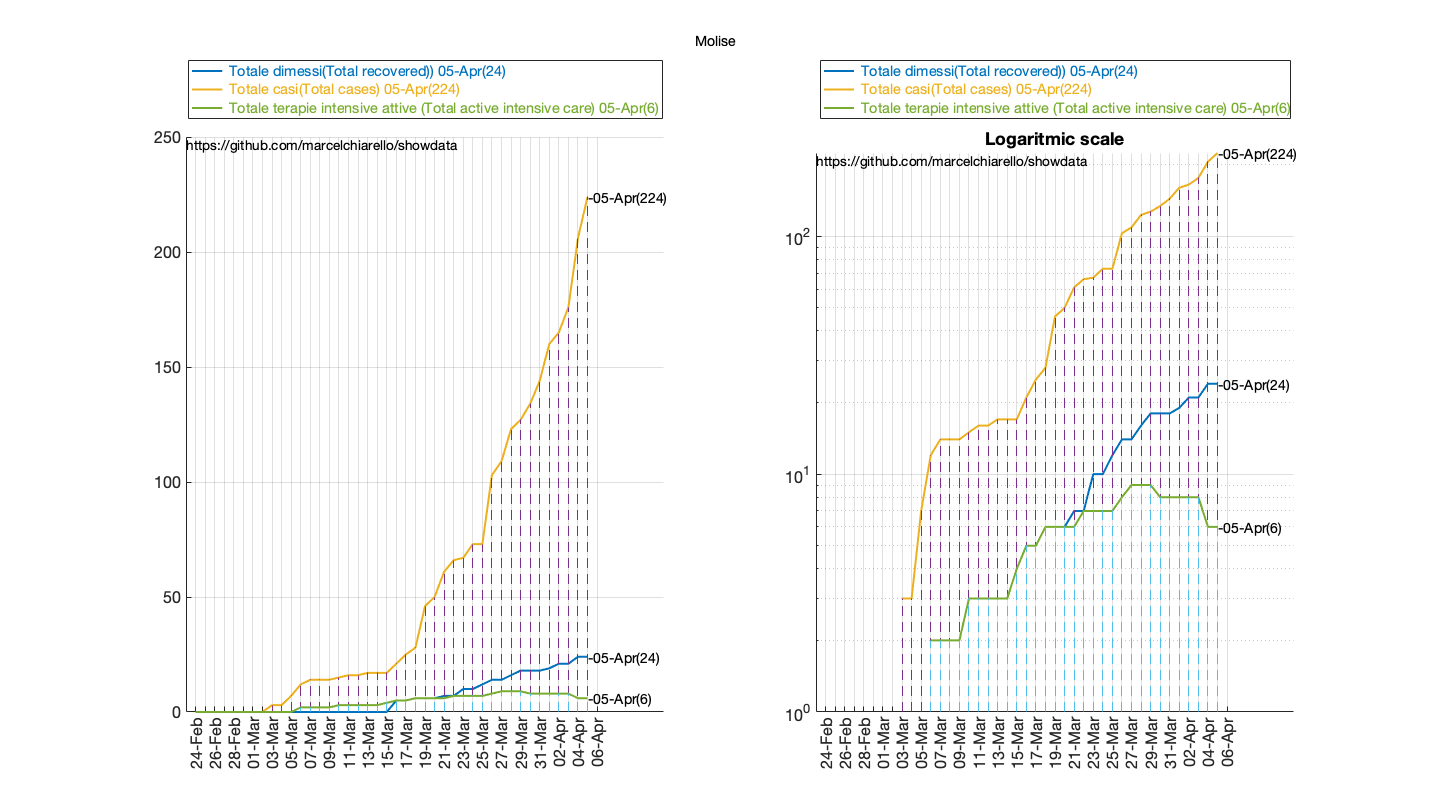 Molise
Totale dimessi(Total recovered)) 05-Apr(24)
Totale casi(Total cases) 05-Apr(224)
Totale terapie intensive attive (Total active intensive care) 05-Apr(6)
250
https://github.com/marcelchiarello/showdata
-05-Apr(224)
200
150
100
50
-05-Apr(24)
-05-Apr(6)
0
24-Feb
26-Feb
28-Feb
01-Mar
03-Mar
05-Mar
07-Mar
09-Mar
11-Mar
13-Mar
15-Mar
17-Mar
19-Mar
21-Mar
23-Mar
25-Mar
27-Mar
29-Mar
31-Mar
02-Apr
04-Apr
06-Apr
Totale dimessi(Total recovered)) 05-Apr(24)
Totale casi(Total cases) 05-Apr(224)
Totale terapie intensive attive (Total active intensive care) 05-Apr(6)
Logaritmic scale
https://github.com/marcelchiarello/showdata
-05-Apr(224)
10²
-05-Apr(24)
10¹
-05-Apr(6)
10⁰
24-Feb
26-Feb
28-Feb
01-Mar
03-Mar
05-Mar
07-Mar
09-Mar
11-Mar
13-Mar
15-Mar
17-Mar
19-Mar
21-Mar
23-Mar
25-Mar
27-Mar
29-Mar
31-Mar
02-Apr
04-Apr
06-Apr